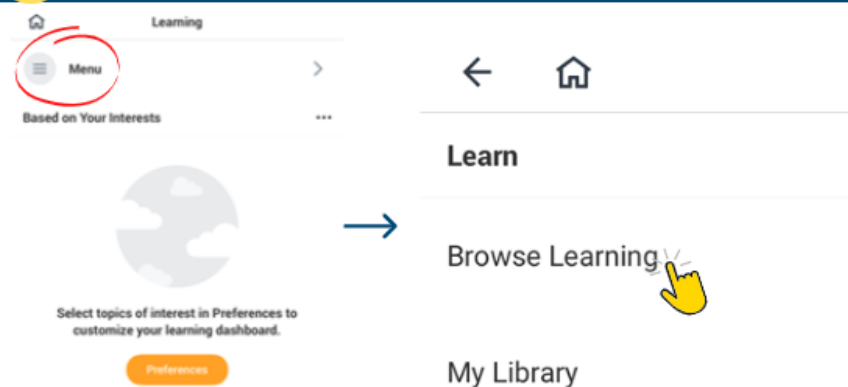 Learning
Menu
Based on Your Interests
Select topics of interest in Preferences to
customize your learning dashboard.
Preferences
Learn
Browse Learning
My Library